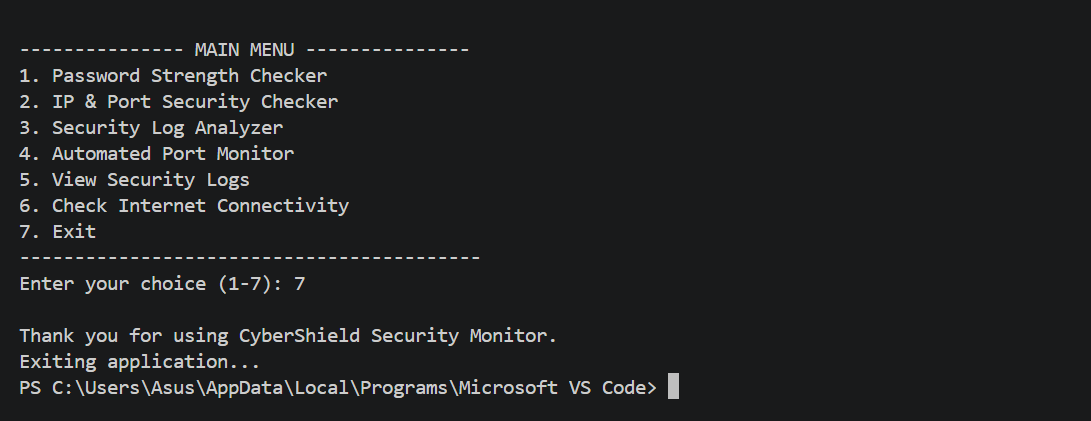 --------------- MAIN MENU ---------------
1. Password Strength Checker
2. IP & Port Security Checker
3. Security Log Analyzer
4. Automated Port Monitor
5. View Security Logs
6. Check Internet Connectivity
7. Exit
------------------------------------------
Enter your choice (1-7): 7
Thank you for using CyberShield Security Monitor.
Exiting application...
PS C:\Users\Asus\AppData\Local\Programs\Microsoft VS Code>